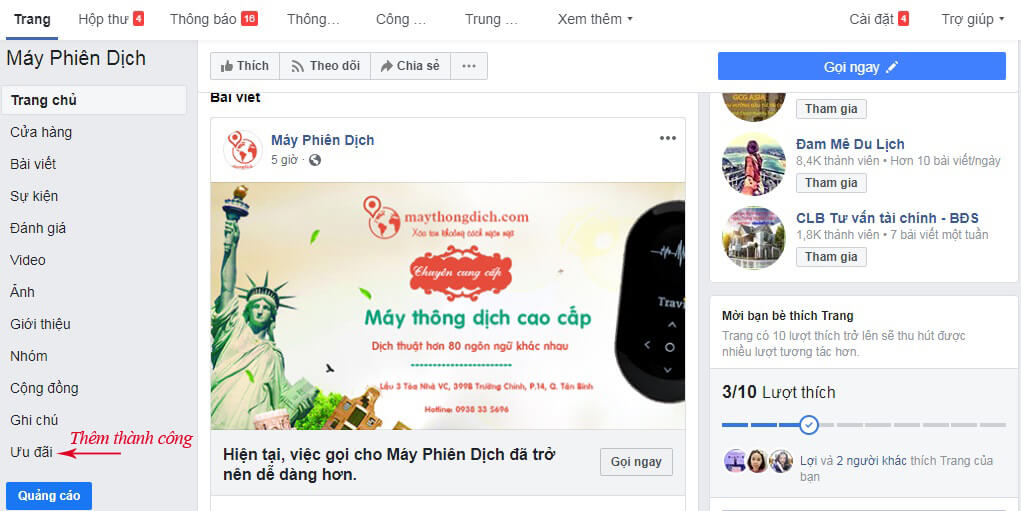 Trang
Hộp thư 4
Thông báo 16
Thông…
Công …
Trung …
Xem thêm
Cài đặt 4
Trợ giúp
Máy Phiên Dịch
Trang chủ
Cửa hàng
Bài viết
Sự kiện
Đánh giá
Video
Ảnh
Giới thiệu
Nhóm
Cộng đồng
Ghi chú
Ưu đãi
Thêm thành công
Quảng cáo
Thích
Theo dõi
Chia sẻ
Gọi ngay
Bài viết
Máy Phiên Dịch
5 giờ ·
maythongdich.com
Xóa tan khoảng cách ngôn ngữ
Chuyên cung cấp
Máy thông dịch cao cấp
Dịch thuật hơn 80 ngôn ngữ khác nhau
Lầu 3 Tòa Nhà VC, 399B Trường Chinh, P.14, Q. Tân Bình
Hotline: 0938 33 5696
Travi
Hiện tại, việc gọi cho Máy Phiên Dịch đã trở
nên dễ dàng hơn.
Gọi ngay
GCG ASIA
Tham gia
Đam Mê Du Lịch
8,4K thành viên • Hơn 10 bài viết/ngày
Tham gia
CLB Tư vấn tài chính - BĐS
1,8K thành viên • 7 bài viết một tuần
Tham gia
Mời bạn bè thích Trang
Trang có 10 lượt thích trở lên sẽ thu hút được
nhiều lượt tương tác hơn.
3/10 Lượt thích
Lợi và 2 người khác thích Trang của
bạn